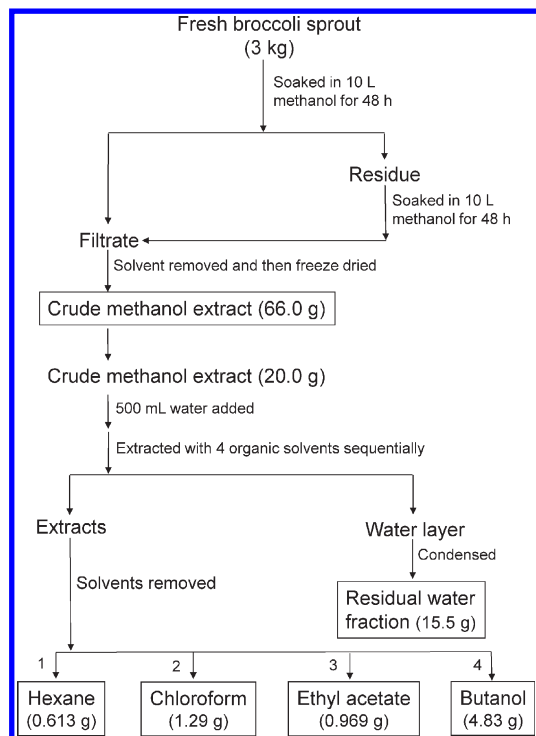 Fresh broccoli sprout
(3 kg)
Soaked in 10 L
methanol for 48 h
Residue
Soaked in 10 L
methanol for 48 h
Filtrate
Solvent removed and then freeze dried
Crude methanol extract (66.0 g)
Crude methanol extract (20.0 g)
500 mL water added
Extracted with 4 organic solvents sequentially
Extracts
Water layer
Condensed
Solvents removed
Residual water
fraction (15.5 g)
1
2
3
4
Hexane
(0.613 g)
Chloroform
(1.29 g)
Ethyl acetate
(0.969 g)
Butanol
(4.83 g)